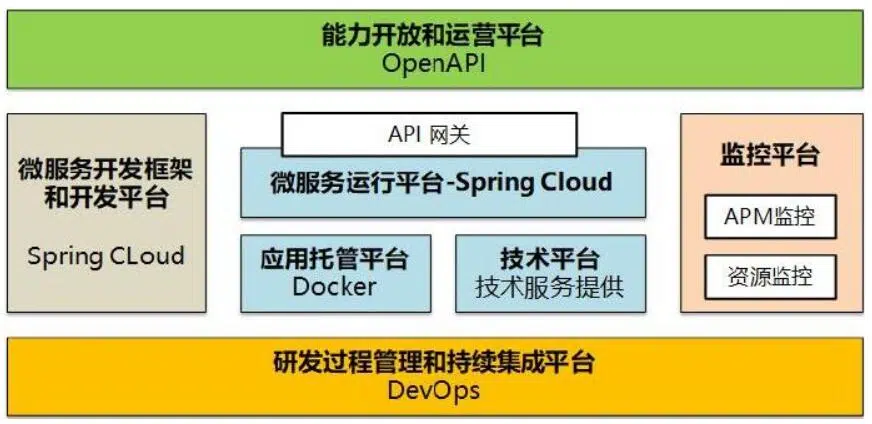 能力开放和运营平台
OpenAPI
微服务开发框架
和开发平台
Spring CLoud
API 网关
微服务运行平台-Spring Cloud
应用托管平台
Docker
技术平台
技术服务提供
监控平台
APM监控
资源监控
研发过程管理和持续集成平台
DevOps